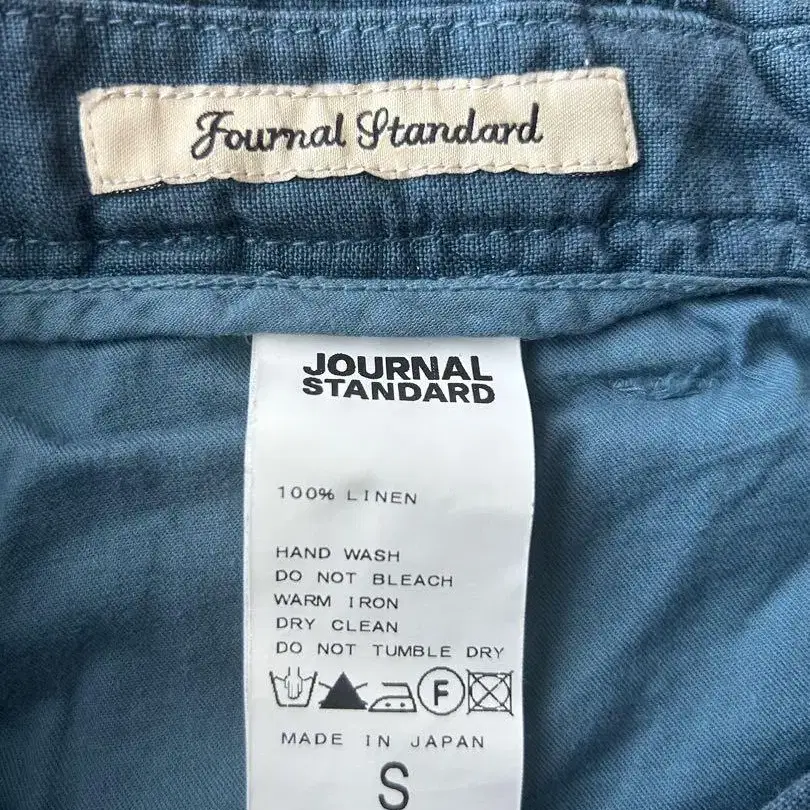 Journal Standard
JOURNAL
STANDARD
100% LINEN
HAND WASH
DO NOT BLEACH
WARM IRON
DRY CLEAN
DO NOT TUMBLE DRY
F
MADE IN JAPAN
S